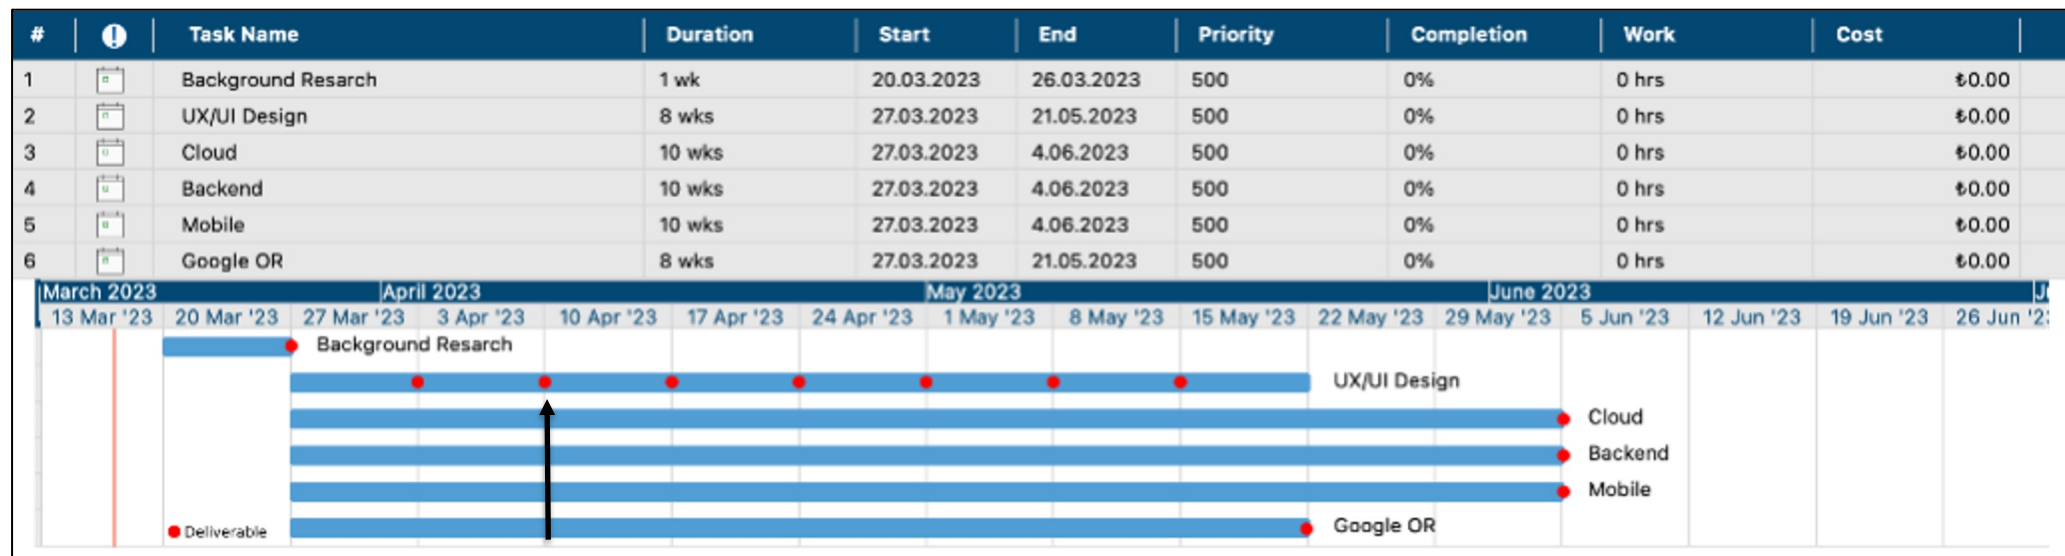 # Task Name Duration Start End Priority Completion Work Cost
1 Background Resarch 1 wk 20.03.2023 26.03.2023 500 0% 0 hrs ₺0.00
2 UX/UI Design 8 wks 27.03.2023 21.05.2023 500 0% 0 hrs ₺0.00
3 Cloud 10 wks 27.03.2023 4.06.2023 500 0% 0 hrs ₺0.00
4 Backend 10 wks 27.03.2023 4.06.2023 500 0% 0 hrs ₺0.00
5 Mobile 10 wks 27.03.2023 4.06.2023 500 0% 0 hrs ₺0.00
6 Google OR 8 wks 27.03.2023 21.05.2023 500 0% 0 hrs ₺0.00
March 2023 April 2023 May 2023 June 2023
13 Mar '23 20 Mar '23 27 Mar '23 3 Apr '23 10 Apr '23 17 Apr '23 24 Apr '23 1 May '23 8 May '23 15 May '23 22 May '23 29 May '23 5 Jun '23 12 Jun '23 19 Jun '23 26 Jun
Background Resarch
UX/UI Design
Cloud
Backend
Mobile
Google OR
Deliverable